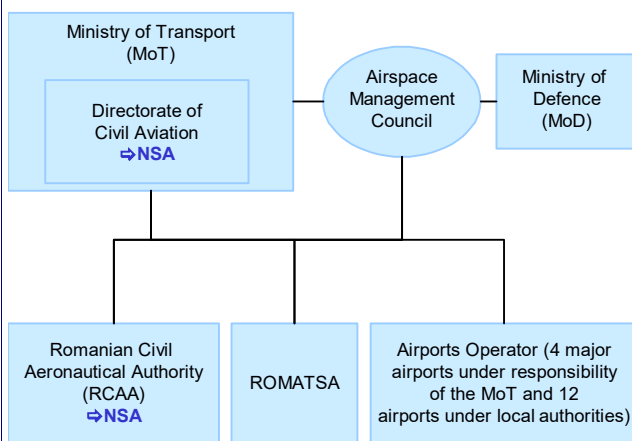 Ministry of Transport
(MoT)
Directorate of
Civil Aviation
⇨NSA
Airspace
Management
Council
Ministry of
Defence
(MoD)
Romanian Civil
Aeronautical Authority
(RCAA)
⇨NSA
ROMATSA
Airports Operator (4 major
airports under responsibility
of the MoT and 12
airports under local authorities)